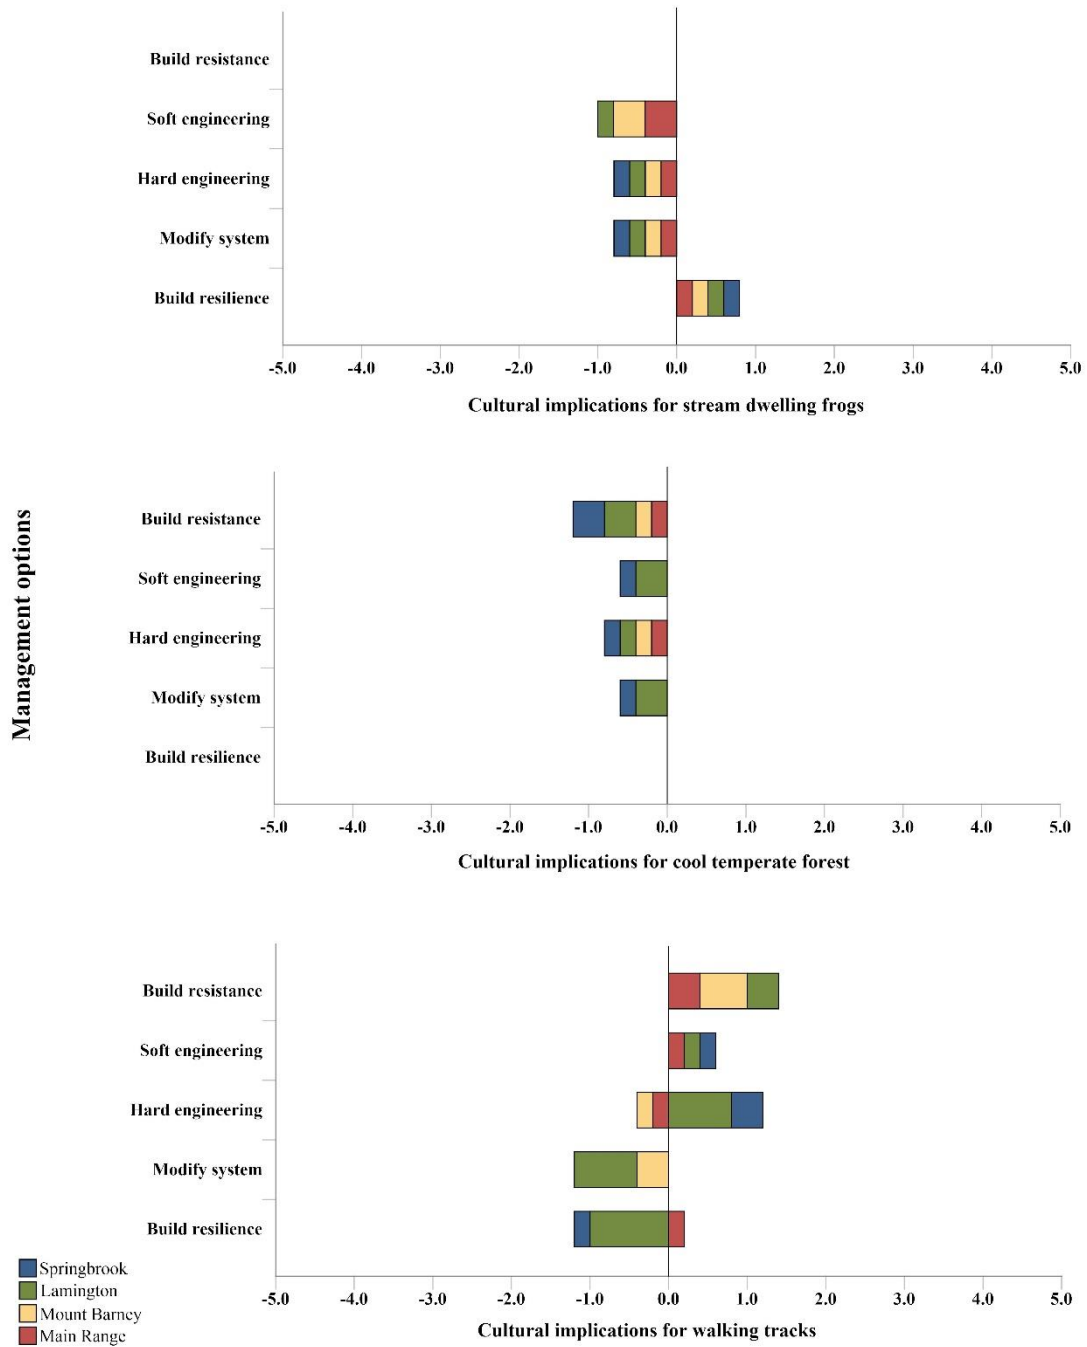 Build resistance
Soft engineering
Hard engineering
Modify system
Build resilience
-5.0 -4.0 -3.0 -2.0 -1.0 0.0 1.0 2.0 3.0 4.0 5.0
Cultural implications for stream dwelling frogs
Management options
Build resistance
Soft engineering
Hard engineering
Modify system
Build resilience
-5.0 -4.0 -3.0 -2.0 -1.0 0.0 1.0 2.0 3.0 4.0 5.0
Cultural implications for cool temperate forest
Build resistance
Soft engineering
Hard engineering
Modify system
Build resilience
-5.0 -4.0 -3.0 -2.0 -1.0 0.0 1.0 2.0 3.0 4.0 5.0
Cultural implications for walking tracks
Springbrook
Lamington
Mount Barney
Main Range